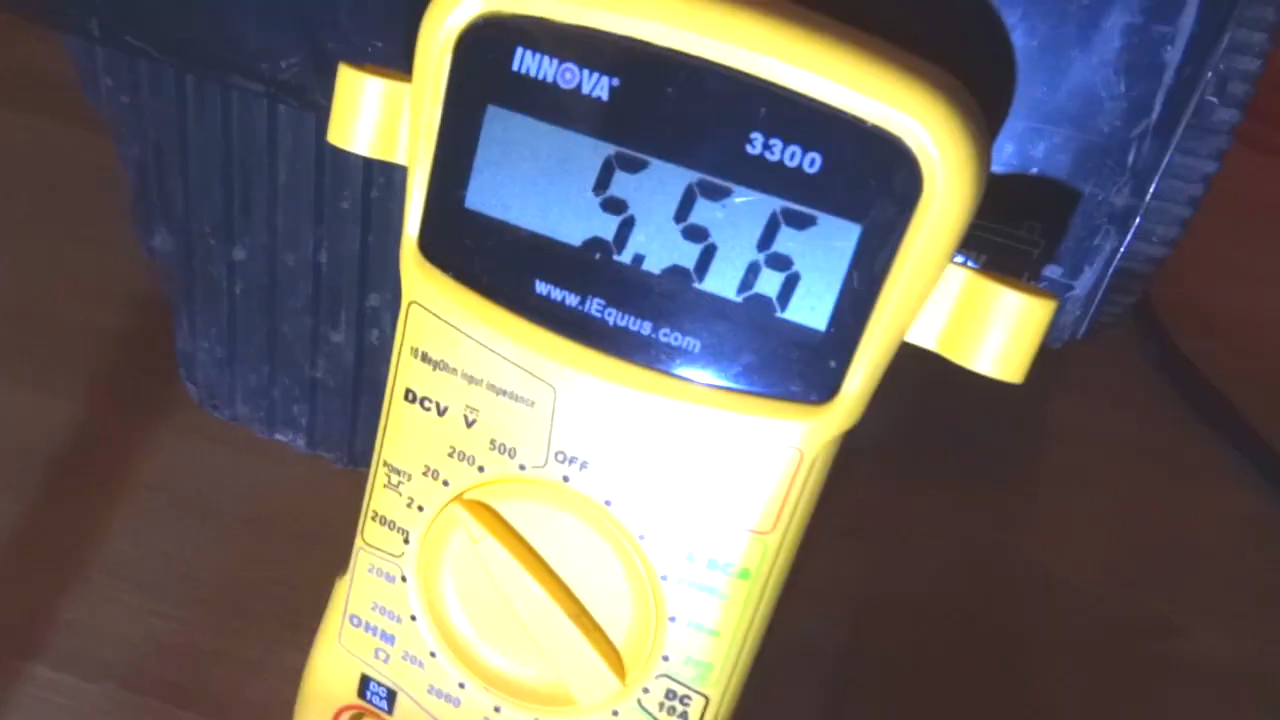 INNOVA®
3300
5.56
www.iEquus.com
10 MegOhm Input Impedance
DCV V
500
OFF
200
20
POINTS
2
200m
20M
200k
OHM
Ω
20k
2000
DC
10A
DC
10A